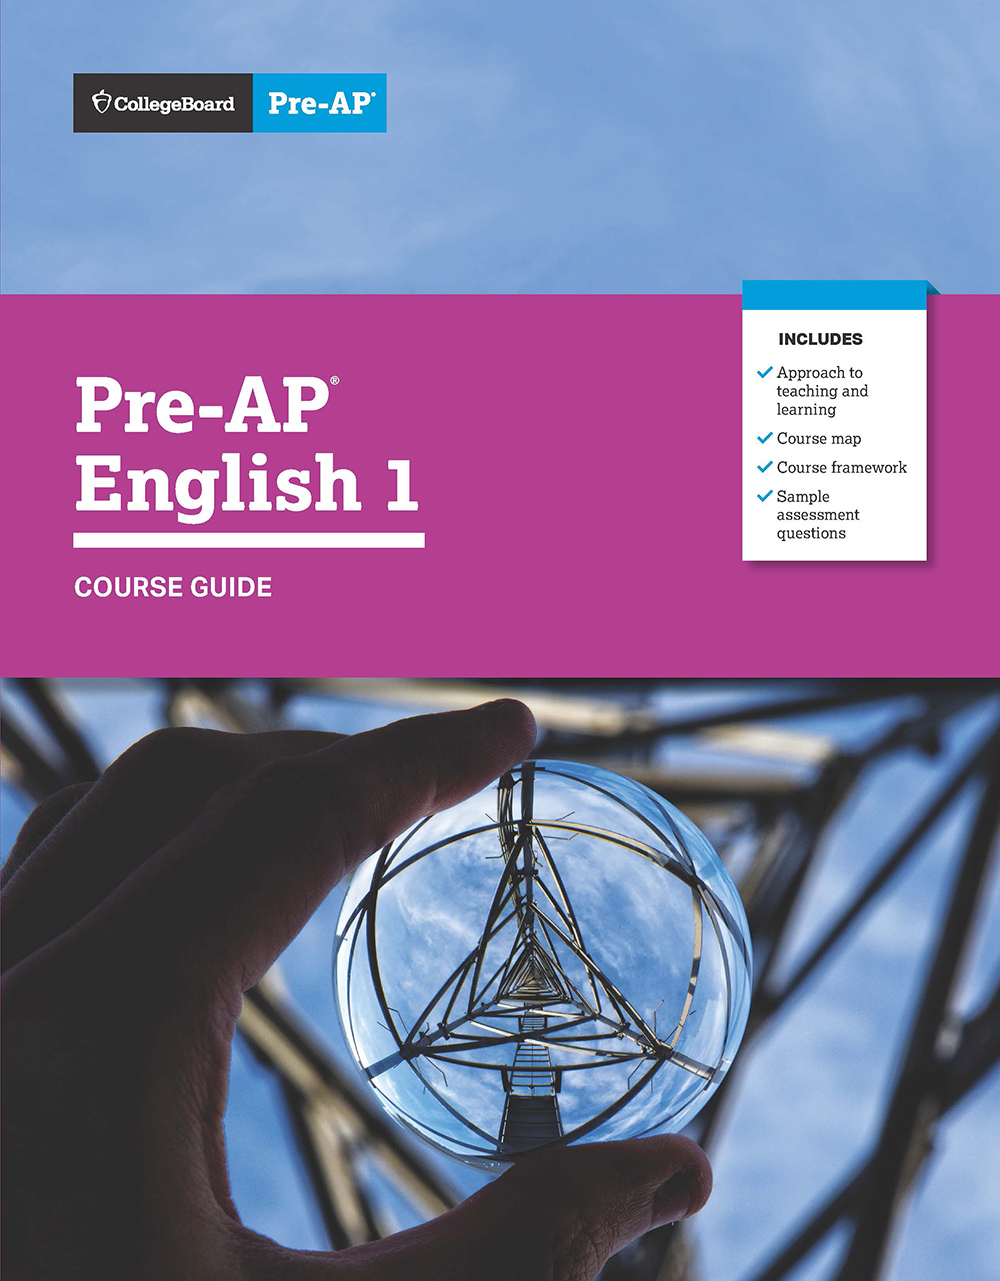 CollegeBoard Pre-AP®
Pre-AP®
English 1
COURSE GUIDE
INCLUDES
Approach to
teaching and
learning
Course map
Course framework
Sample
assessment
questions